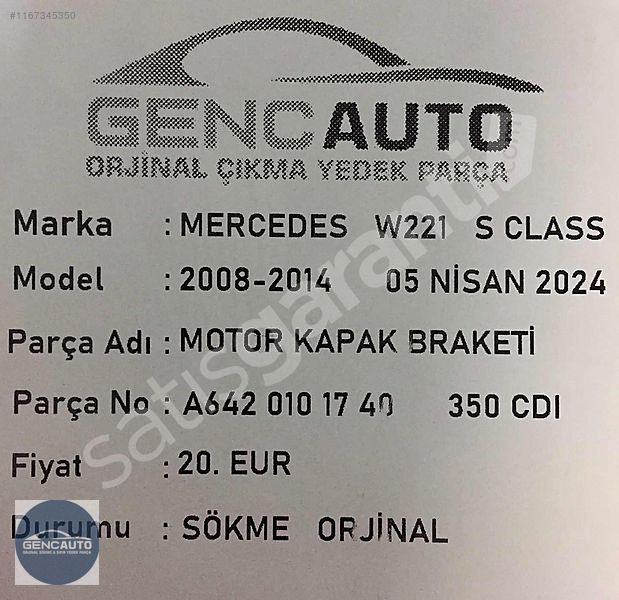 #1167345350
GENCAUTO
ORJİNAL ÇIKMA YEDEK PARÇA
Marka : MERCEDES W221 S CLASS
Model : 2008-2014 05 NİSAN 2024
Parça Adı : MOTOR KAPAK BRAKETİ
Parça No : A642 010 17 40 350 CDI
Fiyat : 20. EUR
Durumu : SÖKME ORJİNAL
satışgaranti
GENCAUTO